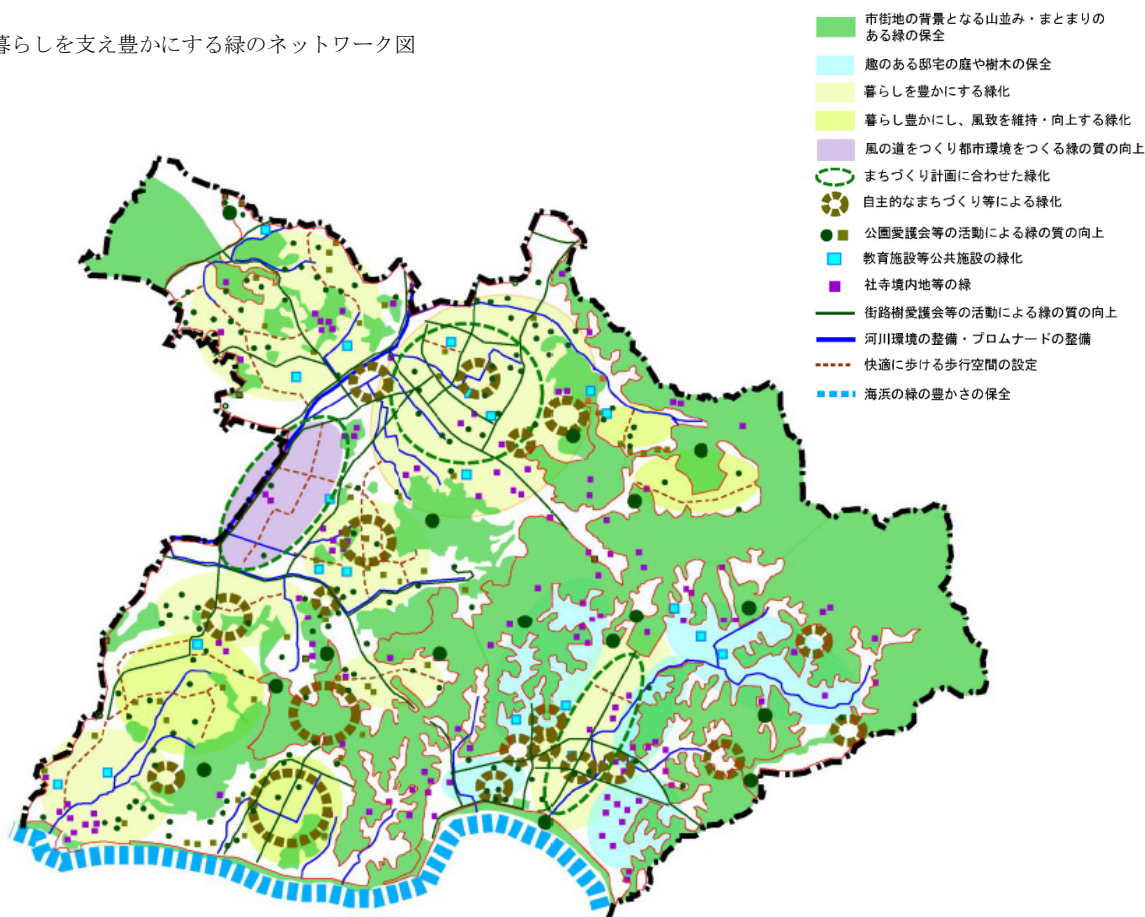 暮らしを支え豊かにする緑のネットワーク図
市街地の背景となる山並み・まとまりの
ある緑の保全
趣のある邸宅の庭や樹木の保全
暮らしを豊かにする緑化
暮らし豊かにし、風致を維持・向上する緑化
風の道をつくり都市環境をつくる緑の質の向上
まちづくり計画に合わせた緑化
自主的なまちづくり等による緑化
公園愛護会等の活動による緑の質の向上
教育施設等公共施設の緑化
社寺境内地等の緑
街路樹愛護会等の活動による緑の質の向上
河川環境の整備・プロムナードの整備
快適に歩ける歩行空間の設定
海浜の緑の豊かさの保全